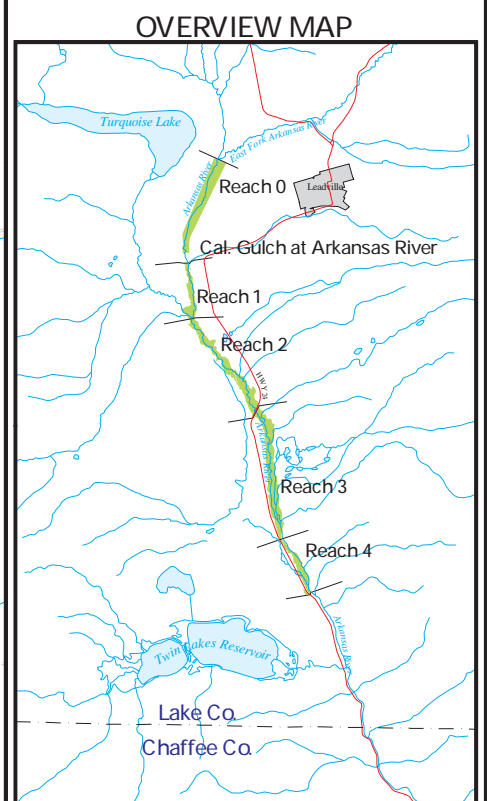 OVERVIEW MAP
Turquoise Lake
East Fork Arkansas River
Arkansas River
Reach 0
Leadville
Cal. Gulch at Arkansas River
Reach 1
Reach 2
HWY 24
Arkansas River
Reach 3
Reach 4
Arkansas River
Twin Lakes Reservoir
Lake Co.
Chaffee Co.